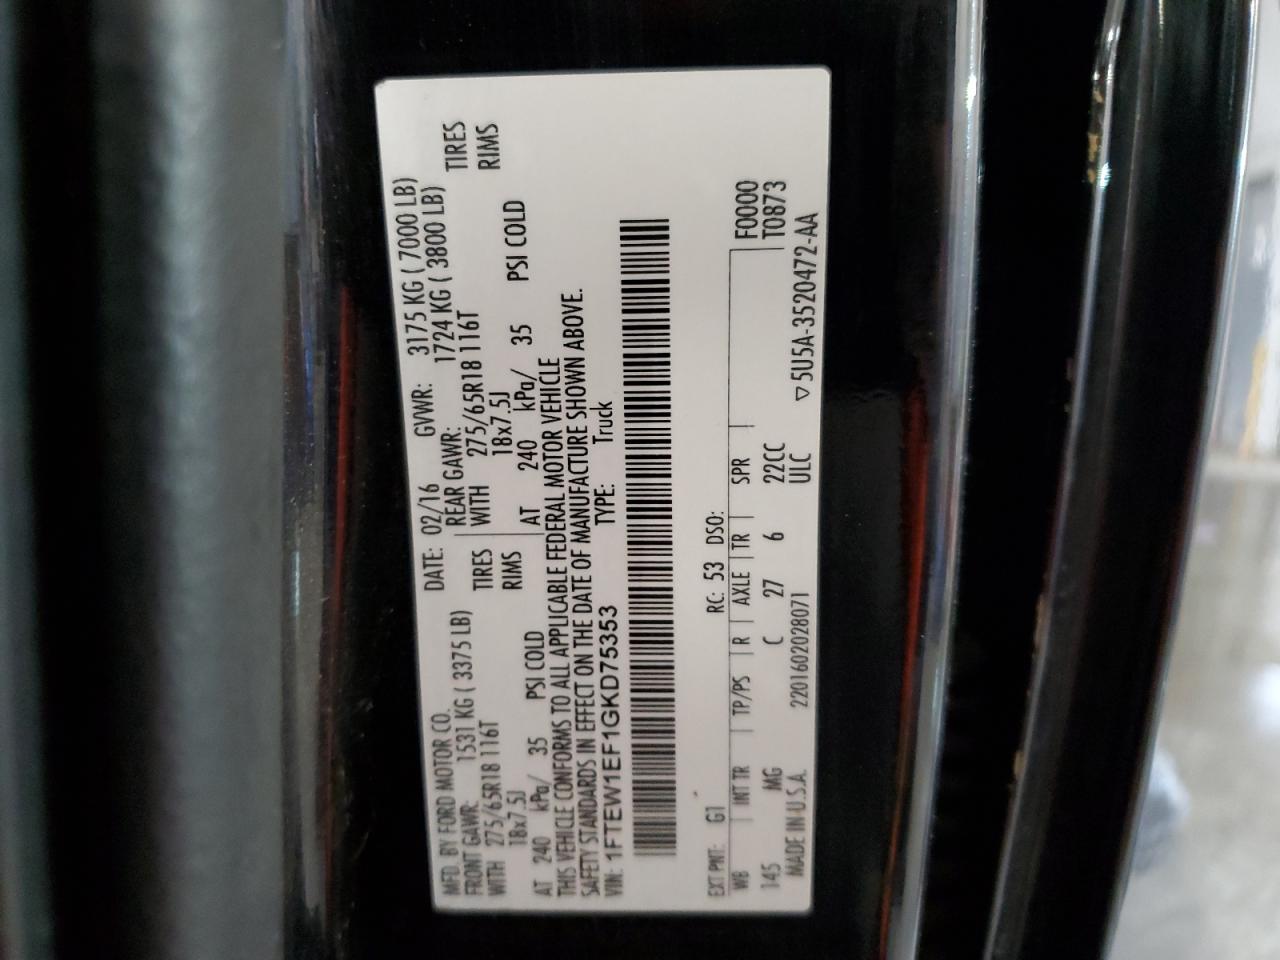 MFD. BY FORD MOTOR CO. DATE: 02/16 GVWR: 3175 KG ( 7000 LB)
FRONT GAWR: 1531 KG ( 3375 LB) REAR GAWR: 1724 KG ( 3800 LB)
WITH 275/65R18 116T TIRES WITH 275/65R18 116T TIRES
18x7.5J RIMS 18x7.5J RIMS
AT 240 kPa/ 35 PSI COLD AT 240 kPa/ 35 PSI COLD
THIS VEHICLE CONFORMS TO ALL APPLICABLE FEDERAL MOTOR VEHICLE
SAFETY STANDARDS IN EFFECT ON THE DATE OF MANUFACTURE SHOWN ABOVE.
VIN: 1FTEW1EF1GKD75353 TYPE: Truck
EXT PNT: G1 RC: 53 DSO:
WB INT TR TP/PS R AXLE TR SPR F0000
145 MG C 27 6 22CC T0873
MADE IN U.S.A. 2201602028071 ULC ▽5U5A-3520472-AA